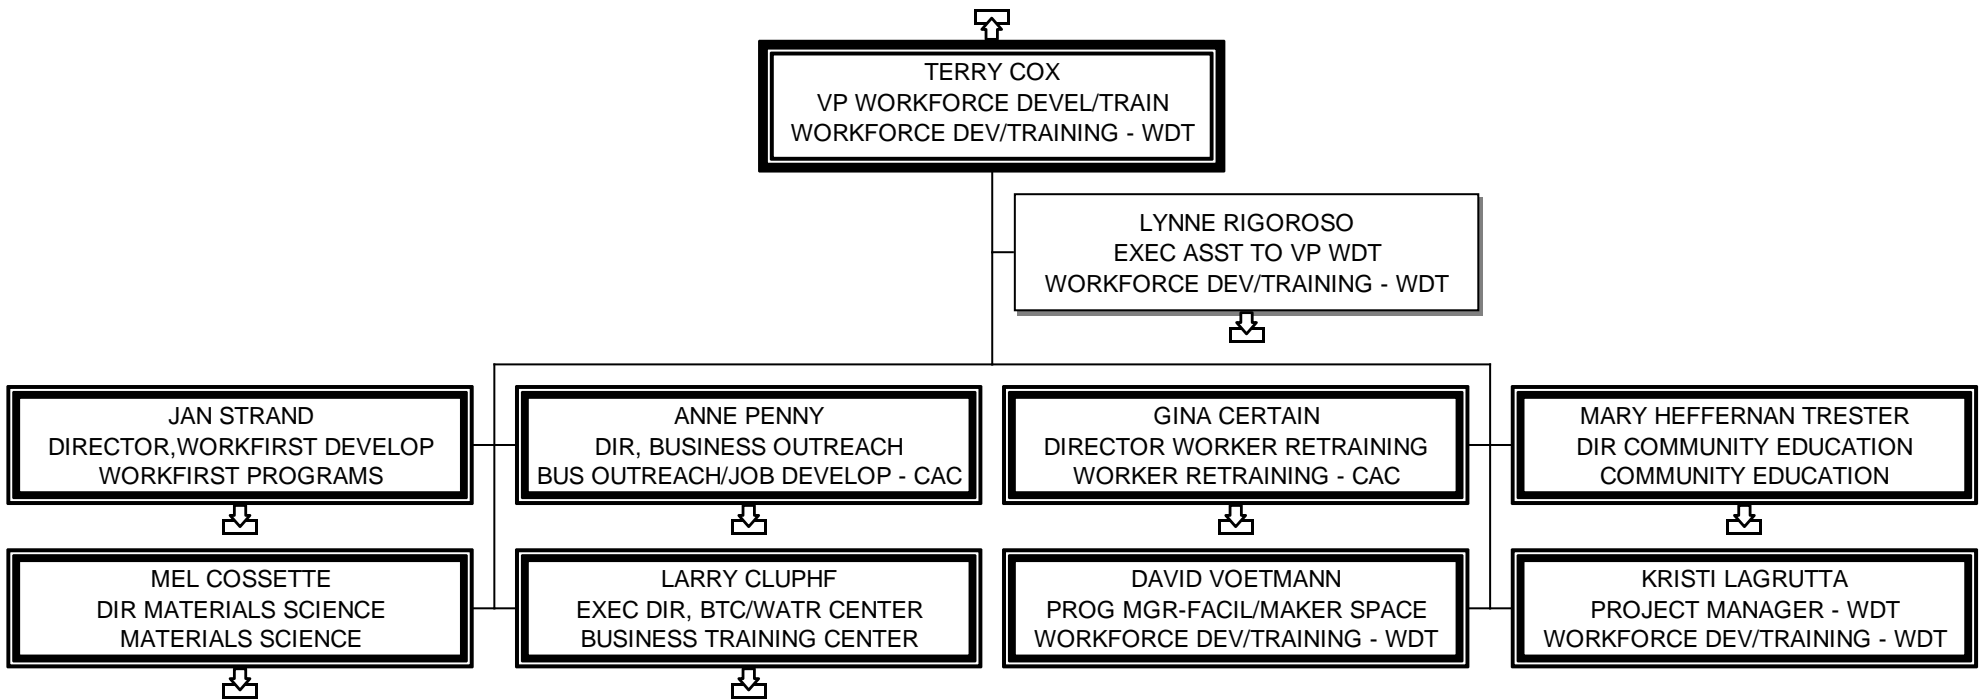 TERRY COX
VP WORKFORCE DEVEL/TRAIN
WORKFORCE DEV/TRAINING - WDT
LYNNE RIGOROSO
EXEC ASST TO VP WDT
WORKFORCE DEV/TRAINING - WDT
JAN STRAND
DIRECTOR,WORKFIRST DEVELOP
WORKFIRST PROGRAMS
ANNE PENNY
DIR, BUSINESS OUTREACH
BUS OUTREACH/JOB DEVELOP - CAC
GINA CERTAIN
DIRECTOR WORKER RETRAINING
WORKER RETRAINING - CAC
MARY HEFFERNAN TRESTER
DIR COMMUNITY EDUCATION
COMMUNITY EDUCATION
MEL COSSETTE
DIR MATERIALS SCIENCE
MATERIALS SCIENCE
LARRY CLUPHF
EXEC DIR, BTC/WATR CENTER
BUSINESS TRAINING CENTER
DAVID VOETMANN
PROG MGR-FACIL/MAKER SPACE
WORKFORCE DEV/TRAINING - WDT
KRISTI LAGRUTTA
PROJECT MANAGER - WDT
WORKFORCE DEV/TRAINING - WDT